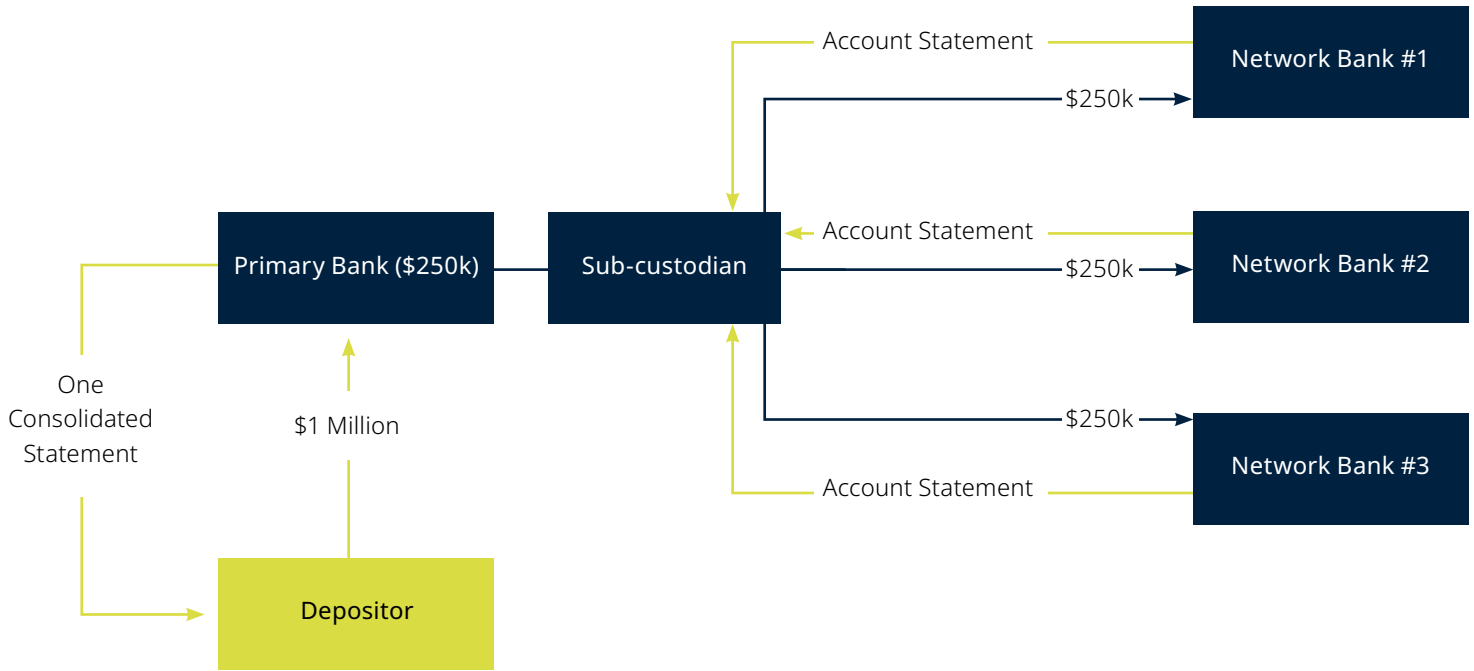 Account Statement
Network Bank #1
$250k
Primary Bank ($250k)
Sub-custodian
Account Statement
Network Bank #2
$250k
One
Consolidated
Statement
$1 Million
$250k
Network Bank #3
Account Statement
Depositor